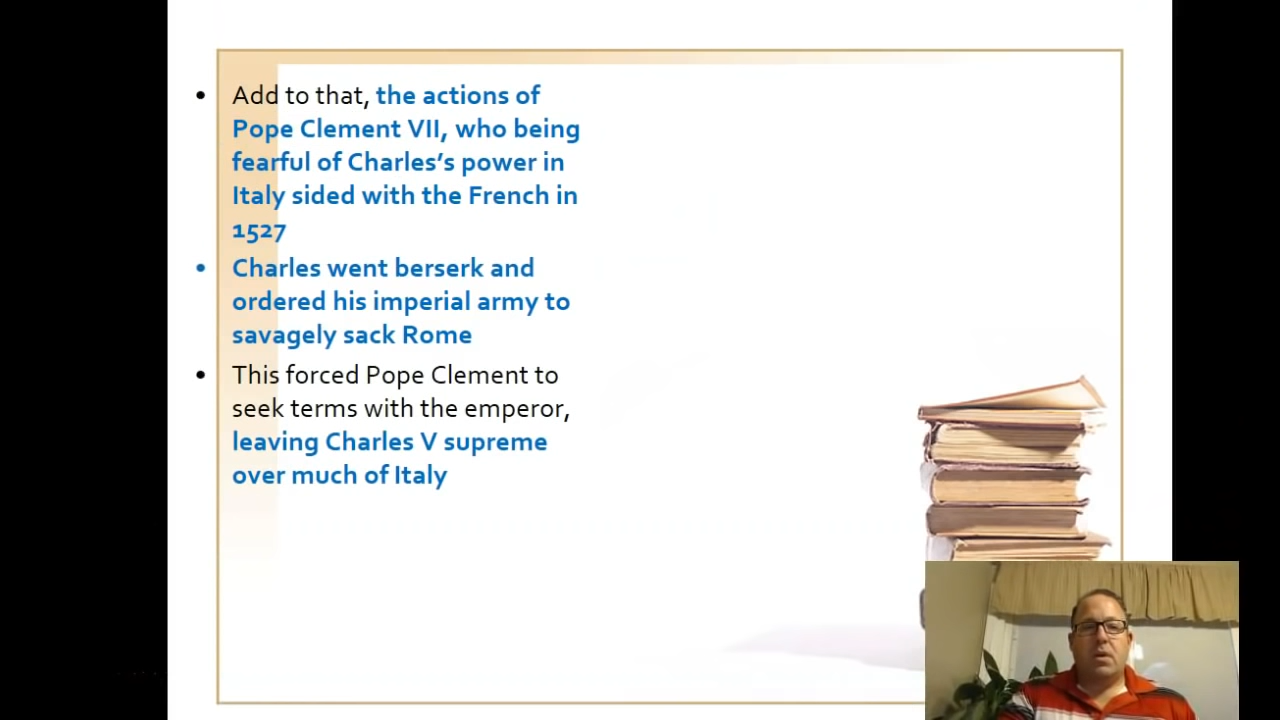 • Add to that, the actions of
Pope Clement VII, who being
fearful of Charles’s power in
Italy sided with the French in
1527
• Charles went berserk and
ordered his imperial army to
savagely sack Rome
• This forced Pope Clement to
seek terms with the emperor,
leaving Charles V supreme
over much of Italy